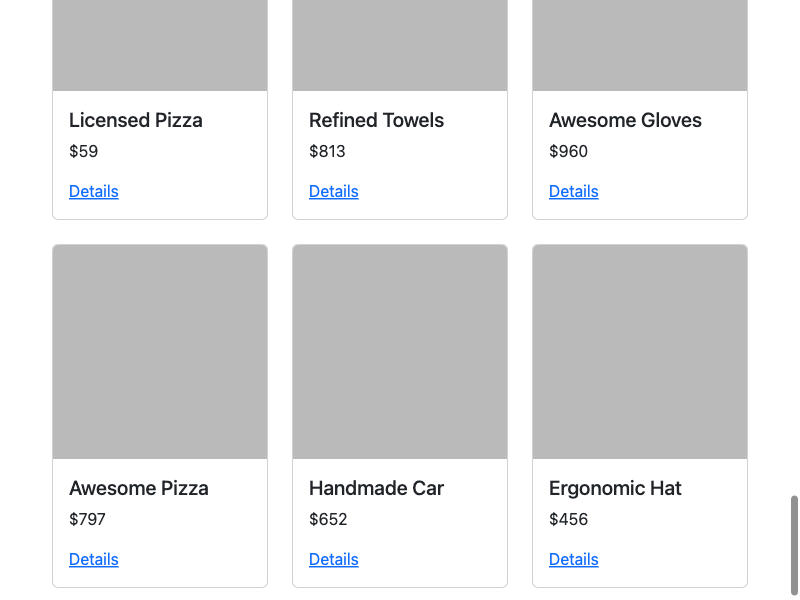 Licensed Pizza
$59
Details
Refined Towels
$813
Details
Awesome Gloves
$960
Details
Awesome Pizza
$797
Details
Handmade Car
$652
Details
Ergonomic Hat
$456
Details